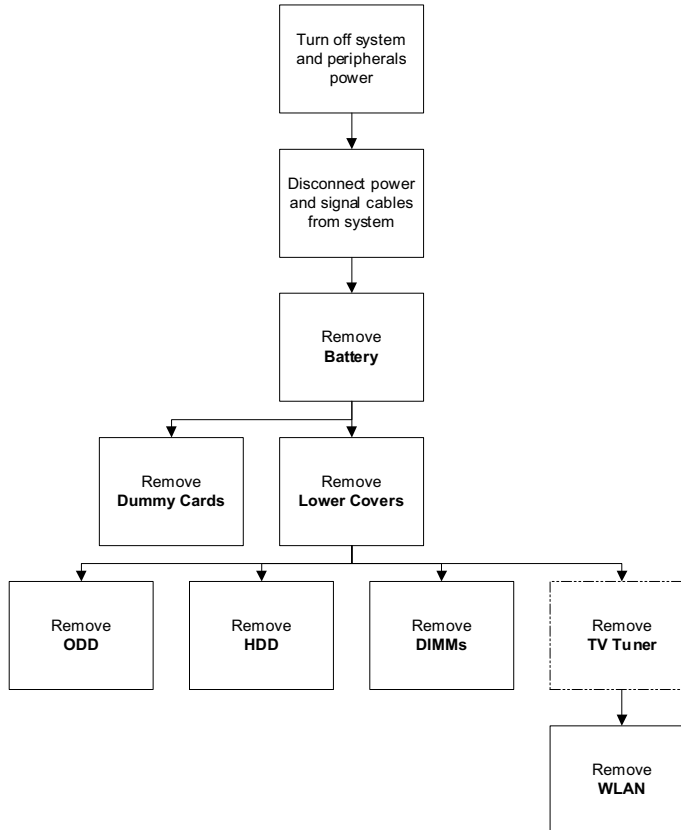 Turn off system
and peripherals
power
Disconnect power
and signal cables
from system
Remove
Battery
Remove
Dummy Cards
Remove
Lower Covers
Remove
ODD
Remove
HDD
Remove
DIMMs
Remove
TV Tuner
Remove
WLAN